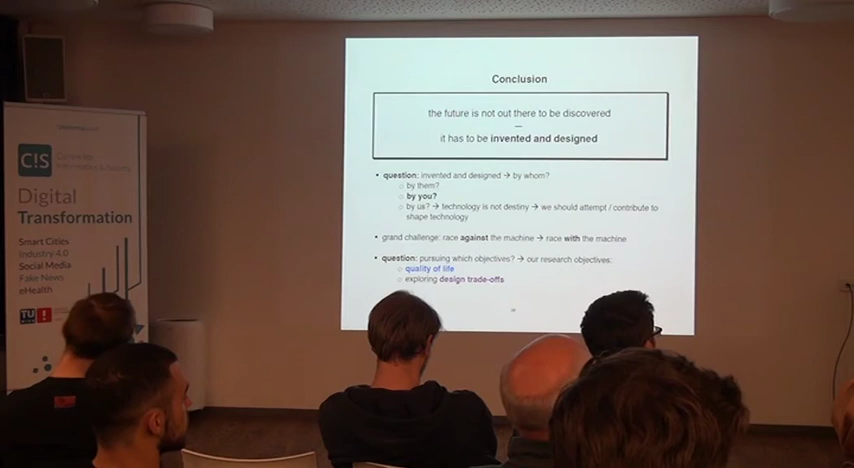 C!S
Digital
Transformation
Smart Cities
Industry 4.0
Social Media
Fake News
eHealth
TU
Conclusion
the future is not out there to be discovered
—
it has to be invented and designed
• question: invented and designed → by whom?
○ by them?
○ by you?
○ by us? → technology is not destiny → we should attempt / contribute to
shape technology
• grand challenge: race against the machine → race with the machine
• question: pursuing which objectives? → our research objectives:
○ quality of life
○ exploring design trade-offs